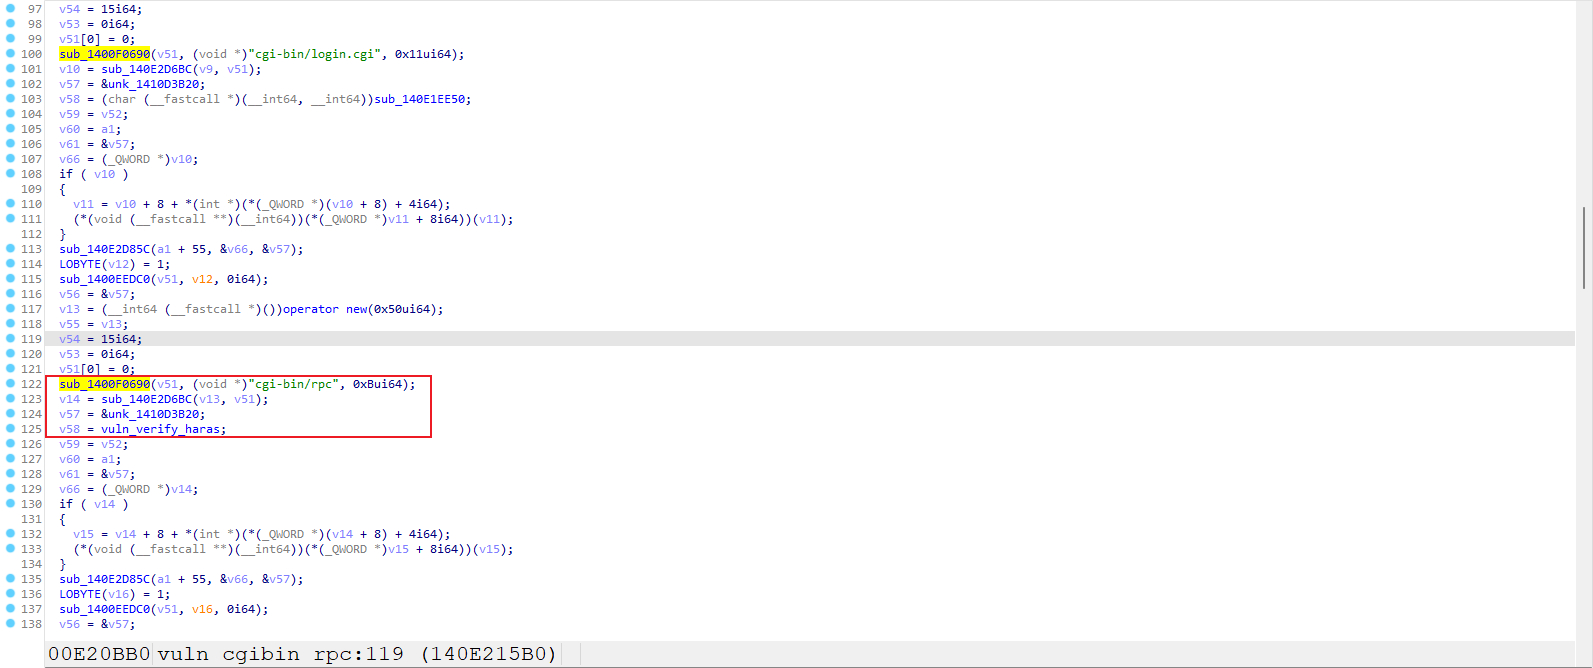 97 v54 = 15i64;
98 v53 = 0i64;
99 v51[0] = 0;
100 sub_1400F0690(v51, (void *)"cgi-bin/login.cgi", 0x11ui64);
101 v10 = sub_140E2D6BC(v9, v51);
102 v57 = &unk_1410D3B20;
103 v58 = (char (__fastcall *)(__int64, __int64))sub_140E1EE50;
104 v59 = v52;
105 v60 = a1;
106 v61 = &v57;
107 v66 = (_QWORD *)v10;
108 if ( v10 )
109 {
110 v11 = v10 + 8 + *(int *)(*(_QWORD *)(v10 + 8) + 4i64);
111 (*(void (__fastcall **)(__int64))(*(_QWORD *)v11 + 8i64))(v11);
112 }
113 sub_140E2D85C(a1 + 55, &v66, &v57);
114 LOBYTE(v12) = 1;
115 sub_1400EEDC0(v51, v12, 0i64);
116 v56 = &v57;
117 v13 = (__int64 (__fastcall *)())operator new(0x50ui64);
118 v55 = v13;
119 v54 = 15i64;
120 v53 = 0i64;
121 v51[0] = 0;
122 sub_1400F0690(v51, (void *)"cgi-bin/rpc", 0xBui64);
123 v14 = sub_140E2D6BC(v13, v51);
124 v57 = &unk_1410D3B20;
125 v58 = vuln_verify_haras;
126 v59 = v52;
127 v60 = a1;
128 v61 = &v57;
129 v66 = (_QWORD *)v14;
130 if ( v14 )
131 {
132 v15 = v14 + 8 + *(int *)(*(_QWORD *)(v14 + 8) + 4i64);
133 (*(void (__fastcall **)(__int64))(*(_QWORD *)v15 + 8i64))(v15);
134 }
135 sub_140E2D85C(a1 + 55, &v66, &v57);
136 LOBYTE(v16) = 1;
137 sub_1400EEDC0(v51, v16, 0i64);
138 v56 = &v57;
00E20BB0 vuln_cgibin_rpc:119 (140E215B0)